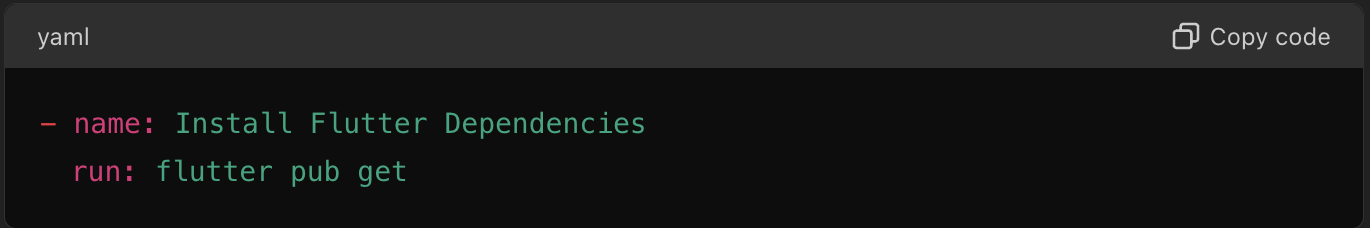 yaml
Copy code
- name: Install Flutter Dependencies
  run: flutter pub get